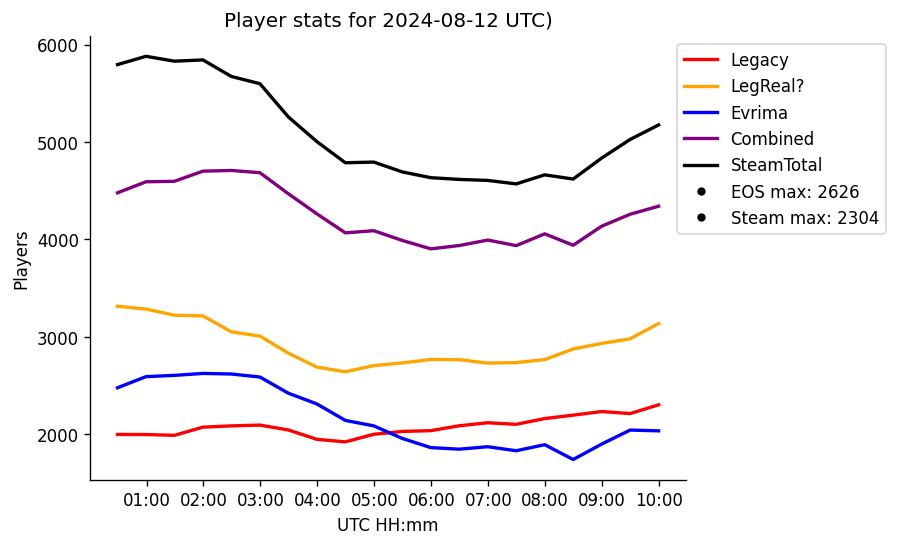 Player stats for 2024-08-12 UTC)
6000
5000
4000
3000
2000
Players
01:00 02:00 03:00 04:00 05:00 06:00 07:00 08:00 09:00 10:00
UTC HH:mm
Legacy
LegReal?
Evrima
Combined
SteamTotal
EOS max: 2626
Steam max: 2304